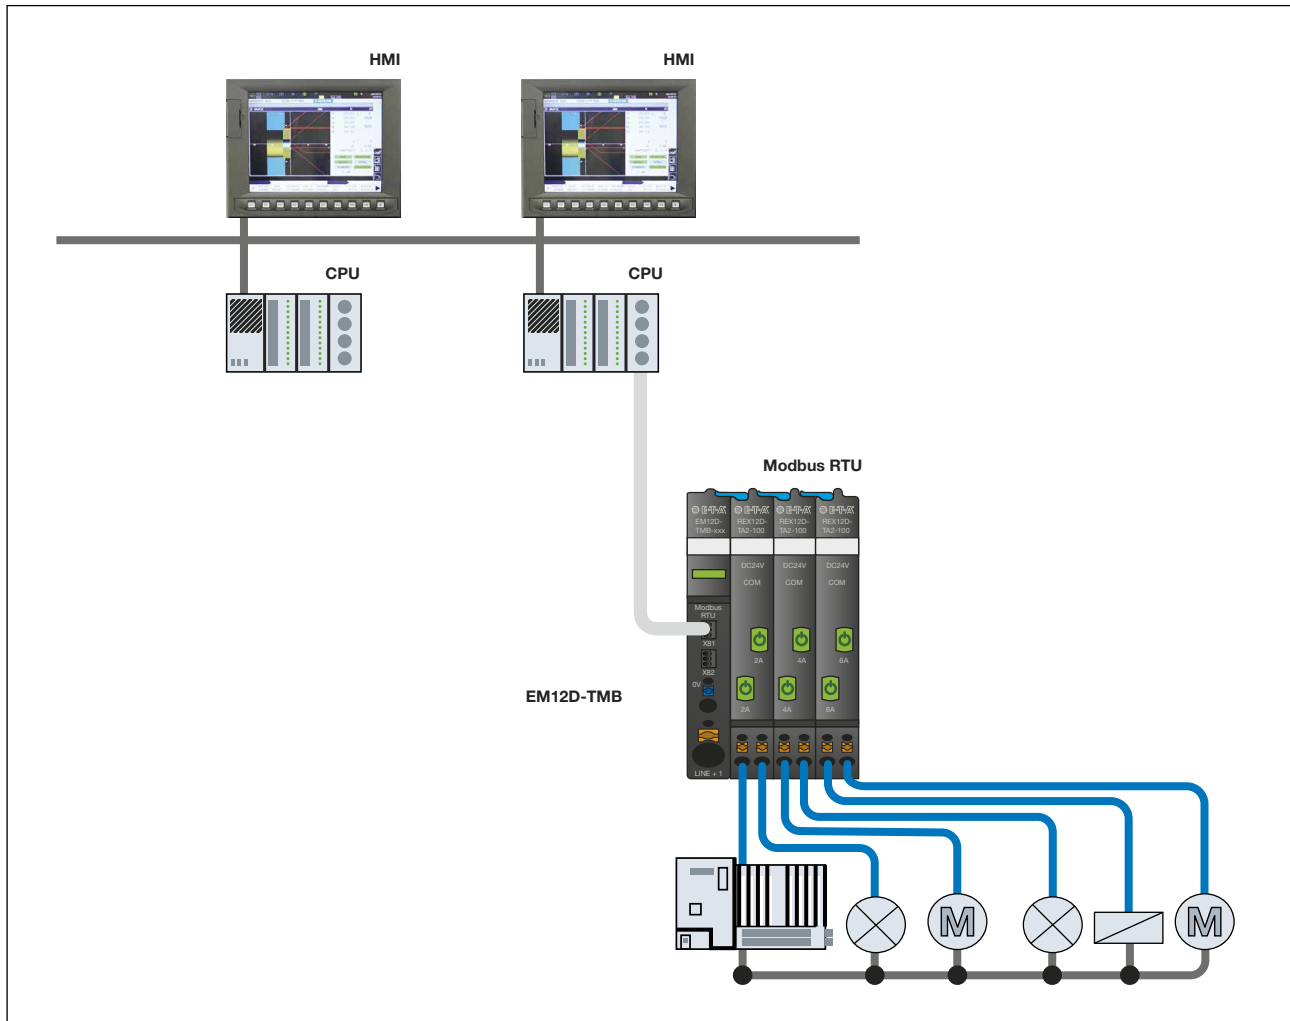 HMI
HMI
CPU
CPU
Modbus RTU
E-T-A
E-T-A
E-T-A
E-T-A
EM12D-
TMB-xxx
REX12D-
TA2-100
REX12D-
TA2-100
REX12D-
TA2-100
DC24V
COM
DC24V
COM
DC24V
COM
Modbus
RTU
X81
X82
0V
2A
4A
6A
2A
4A
6A
LINE + 1
EM12D-TMB
M
M